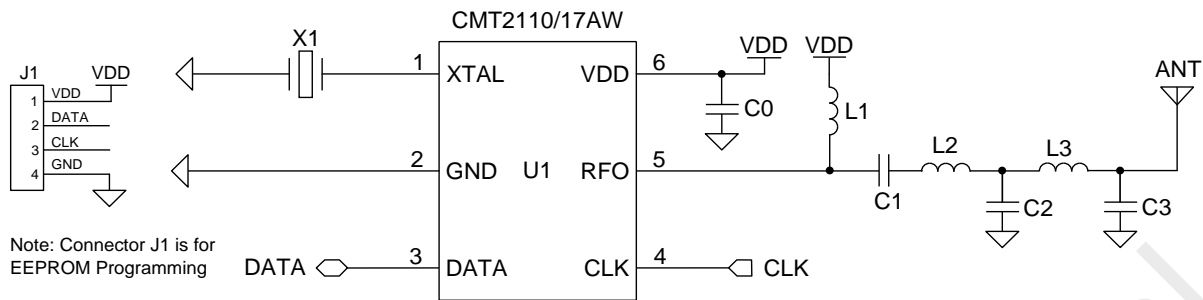 CMT2110/17AW
X1
J1
VDD
1 VDD
2 DATA
3 CLK
4 GND
1 XTAL
2 GND
3 DATA
U1
VDD 6
RFO 5
CLK 4
VDD
VDD
C0
L1
ANT
L2
L3
C1
C2
C3
DATA
CLK
Note: Connector J1 is for
EEPROM Programming